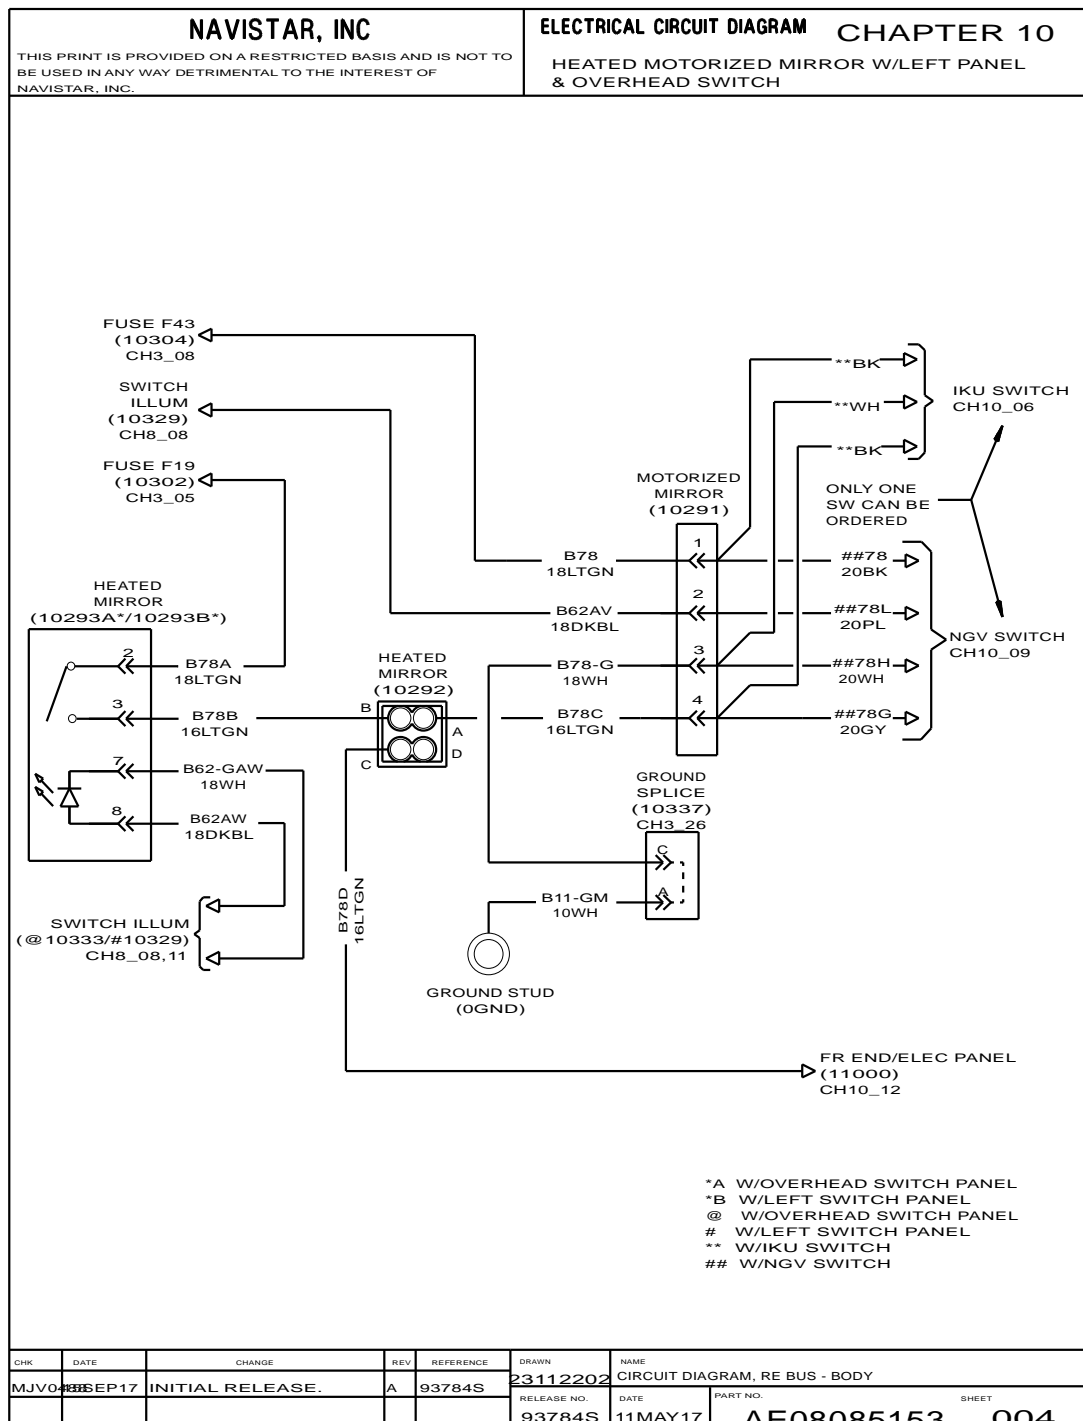 NAVISTAR, INC
THIS PRINT IS PROVIDED ON A RESTRICTED BASIS AND IS NOT TO
BE USED IN ANY WAY DETRIMENTAL TO THE INTEREST OF
NAVISTAR, INC.
ELECTRICAL CIRCUIT DIAGRAM CHAPTER 10
HEATED MOTORIZED MIRROR W/LEFT PANEL
& OVERHEAD SWITCH
FUSE F43
(10304)
CH3_08
SWITCH
ILLUM
(10329)
CH8_08
FUSE F19
(10302)
CH3_05
**BK
**WH
**BK
IKU SWITCH
CH10_06
ONLY ONE
SW CAN BE
ORDERED
MOTORIZED
MIRROR
(10291)
1
B78
18LTGN
##78
20BK
2
B62AV
18DKBL
##78L
20PL
3
B78-G
18WH
##78H
20WH
4
B78C
16LTGN
##78G
20GY
NGV SWITCH
CH10_09
HEATED
MIRROR
(10293A*/10293B*)
2
B78A
18LTGN
3
B78B
16LTGN
7
B62-GAW
18WH
8
B62AW
18DKBL
HEATED
MIRROR
(10292)
B
A
C
D
GROUND
SPLICE
(10337)
CH3_26
C
A
B11-GM
10WH
B78D
16LTGN
SWITCH ILLUM
(@10333/#10329)
CH8_08,11
GROUND STUD
(0GND)
FR END/ELEC PANEL
(11000)
CH10_12
*A W/OVERHEAD SWITCH PANEL
*B W/LEFT SWITCH PANEL
@ W/OVERHEAD SWITCH PANEL
# W/LEFT SWITCH PANEL
** W/IKU SWITCH
## W/NGV SWITCH
CHK DATE CHANGE REV REFERENCE
INITIAL RELEASE. A 93784S
DRAWN
23112202
NAME
CIRCUIT DIAGRAM, RE BUS - BODY
RELEASE NO.
93784S
DATE
11MAY17
PART NO.
AE08085153
SHEET
004